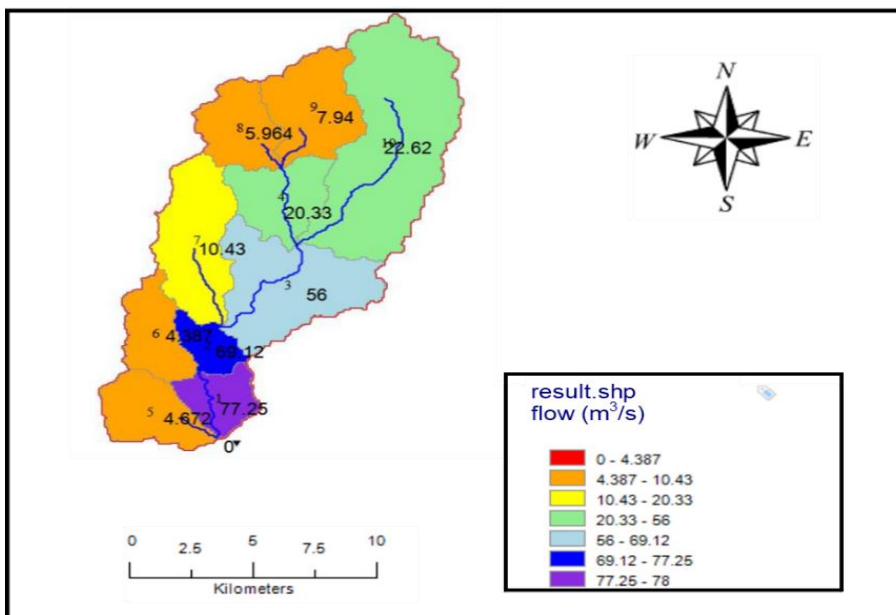 N
W
E
S
9
7.94
8
5.964
10
22.62
4
20.33
7
10.43
3
56
6
4.387
2
69.12
1
77.25
5
4.672
0
result.shp
flow (m³/s)
0 - 4.387
4.387 - 10.43
10.43 - 20.33
20.33 - 56
56 - 69.12
69.12 - 77.25
77.25 - 78
0 5 10
2.5 7.5
Kilometers